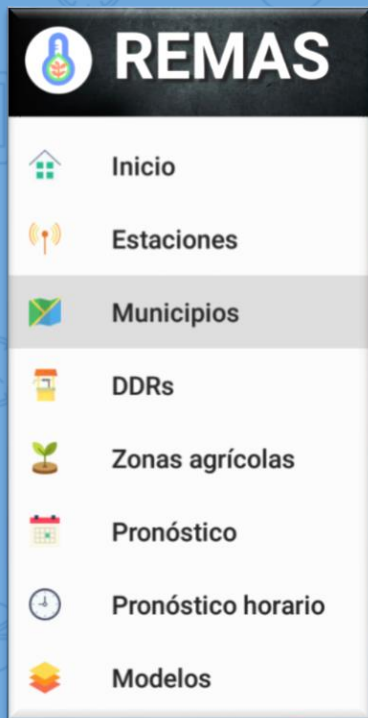 REMAS
Inicio
Estaciones
Municipios
DDRs
Zonas agrícolas
Pronóstico
Pronóstico horario
Modelos